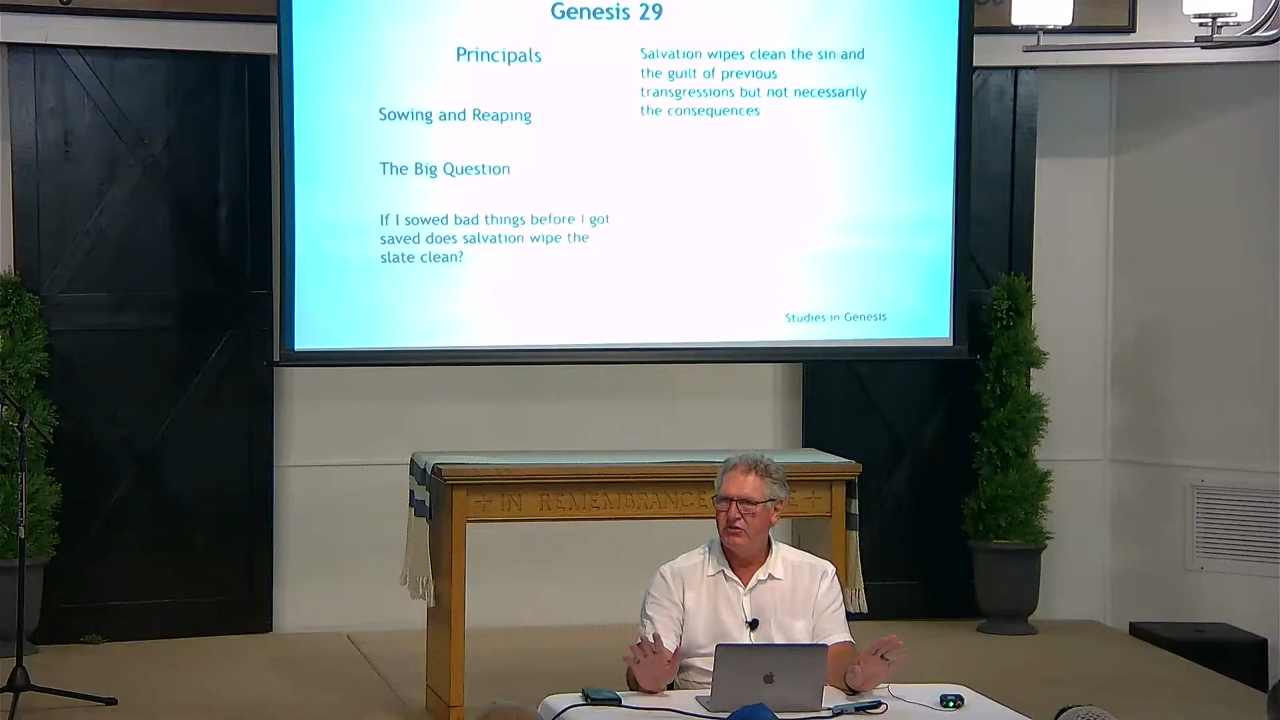 Genesis 29
Principals
Sowing and Reaping
The Big Question
If I sowed bad things before I got
saved does salvation wipe the
slate clean?
Salvation wipes clean the sin and
the guilt of previous
transgressions but not necessarily
the consequences
Studies in Genesis
IN REMEMBRANCE